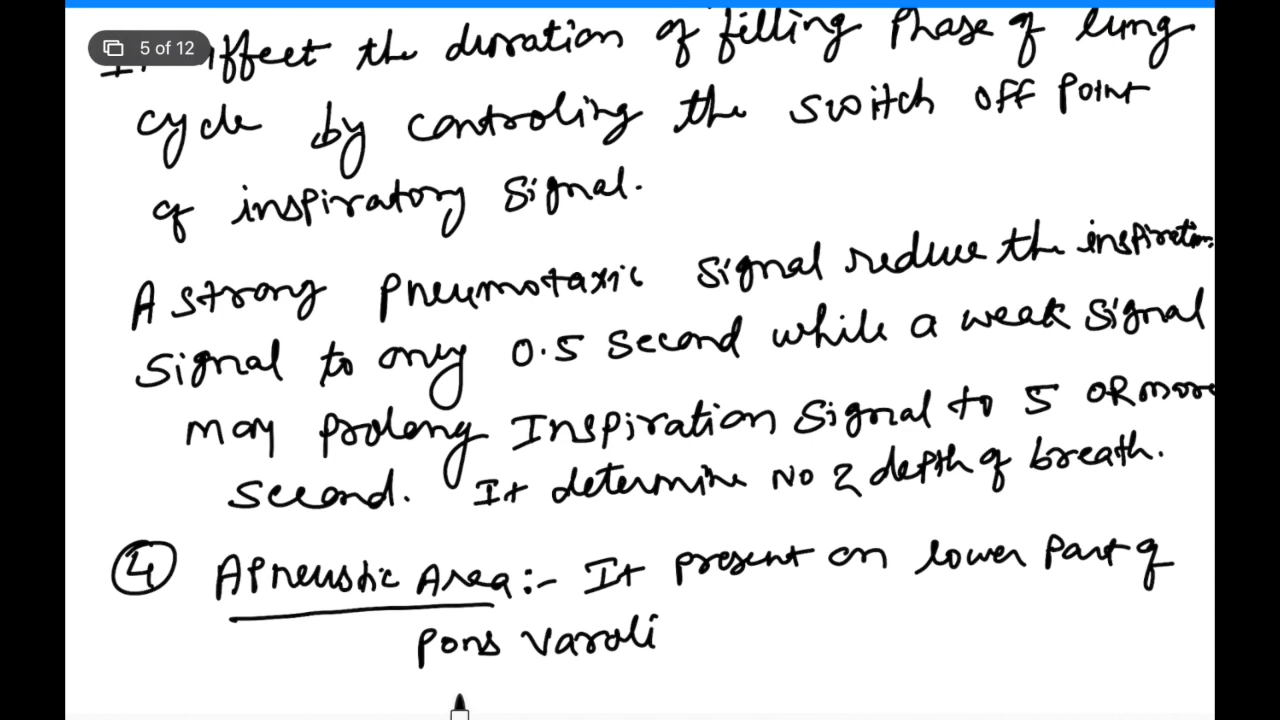 5 of 12
It affect the duration of filling Phase of lung
cycle by controling the switch off Point
of inspiratory signal.
A strong pneumotaxic signal reduce the inspiration
signal to only 0.5 second while a weak signal
may prolong Inspiration signal to 5 OR more
second. It determine No & depth of breath.
④ Apneustic Area:- It present on lower part of
pons varoli